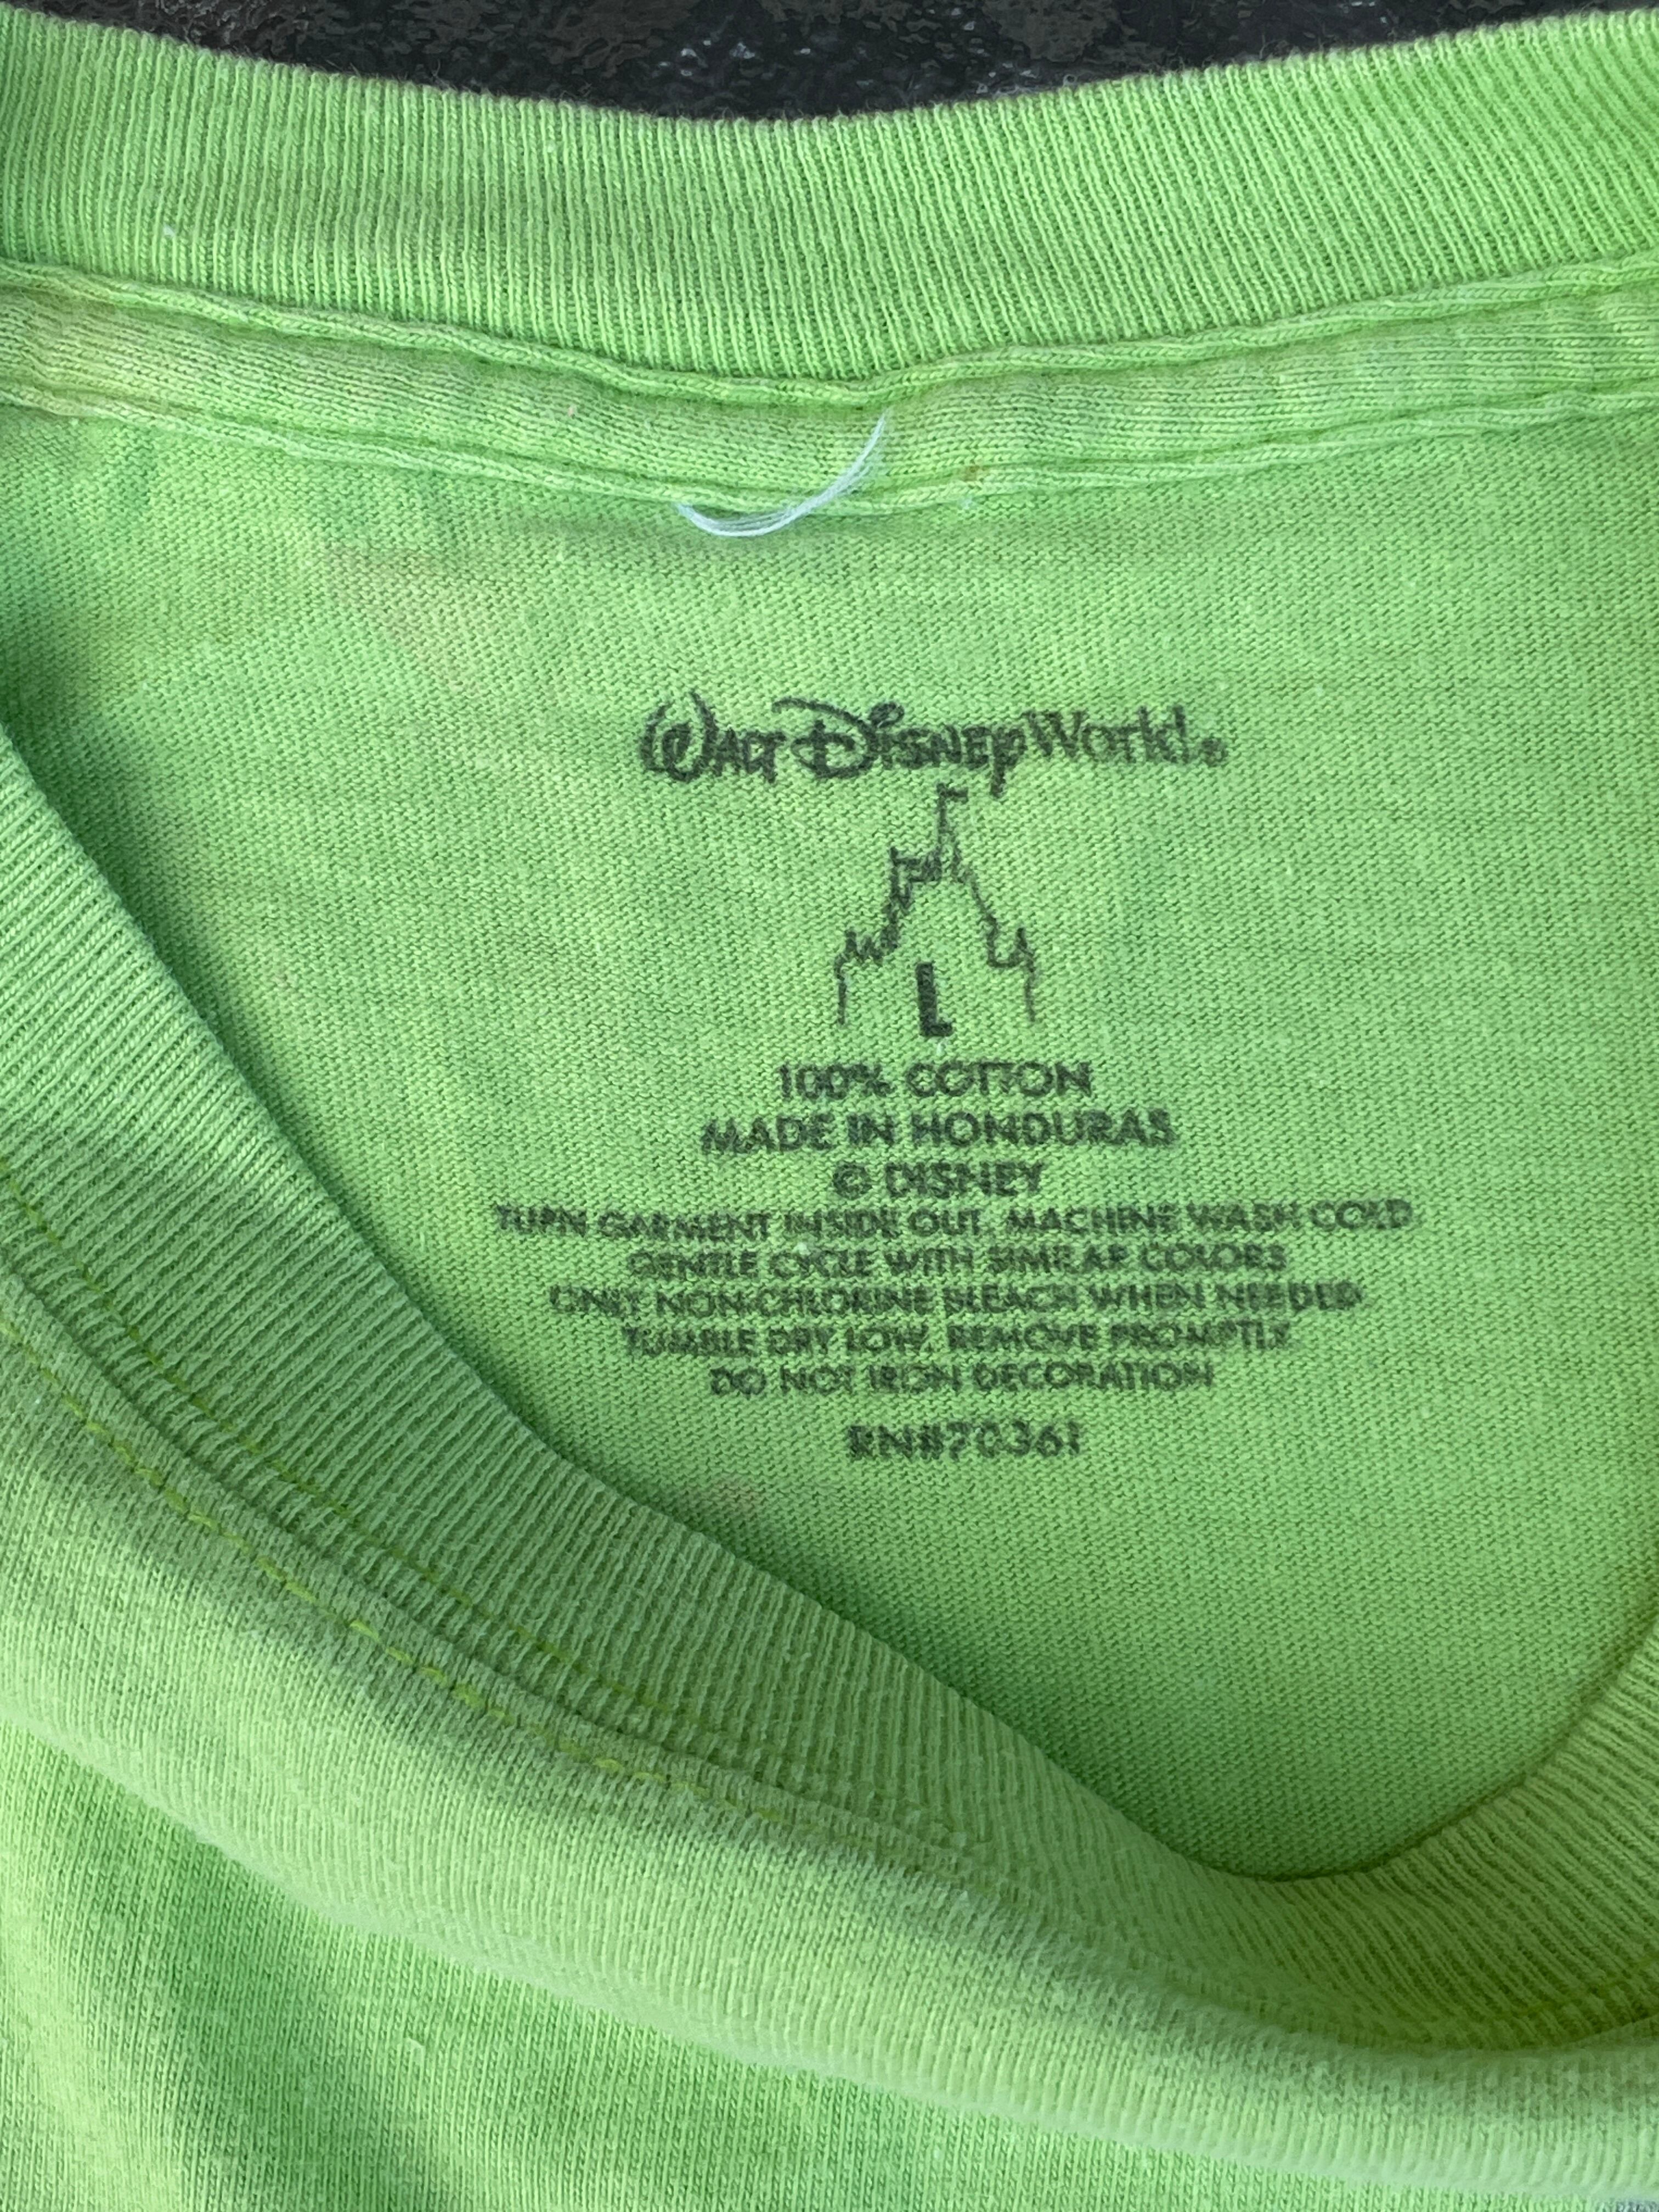 WALT DISNEY World®
L
100% COTTON
MADE IN HONDURAS
© DISNEY
TURN GARMENT INSIDE OUT. MACHINE WASH COLD
GENTLE CYCLE WITH SIMILAR COLORS
ONLY NON-CHLORINE BLEACH WHEN NEEDED
TUMBLE DRY LOW. REMOVE PROMPTLY.
DO NOT IRON DECORATION
RN#70361